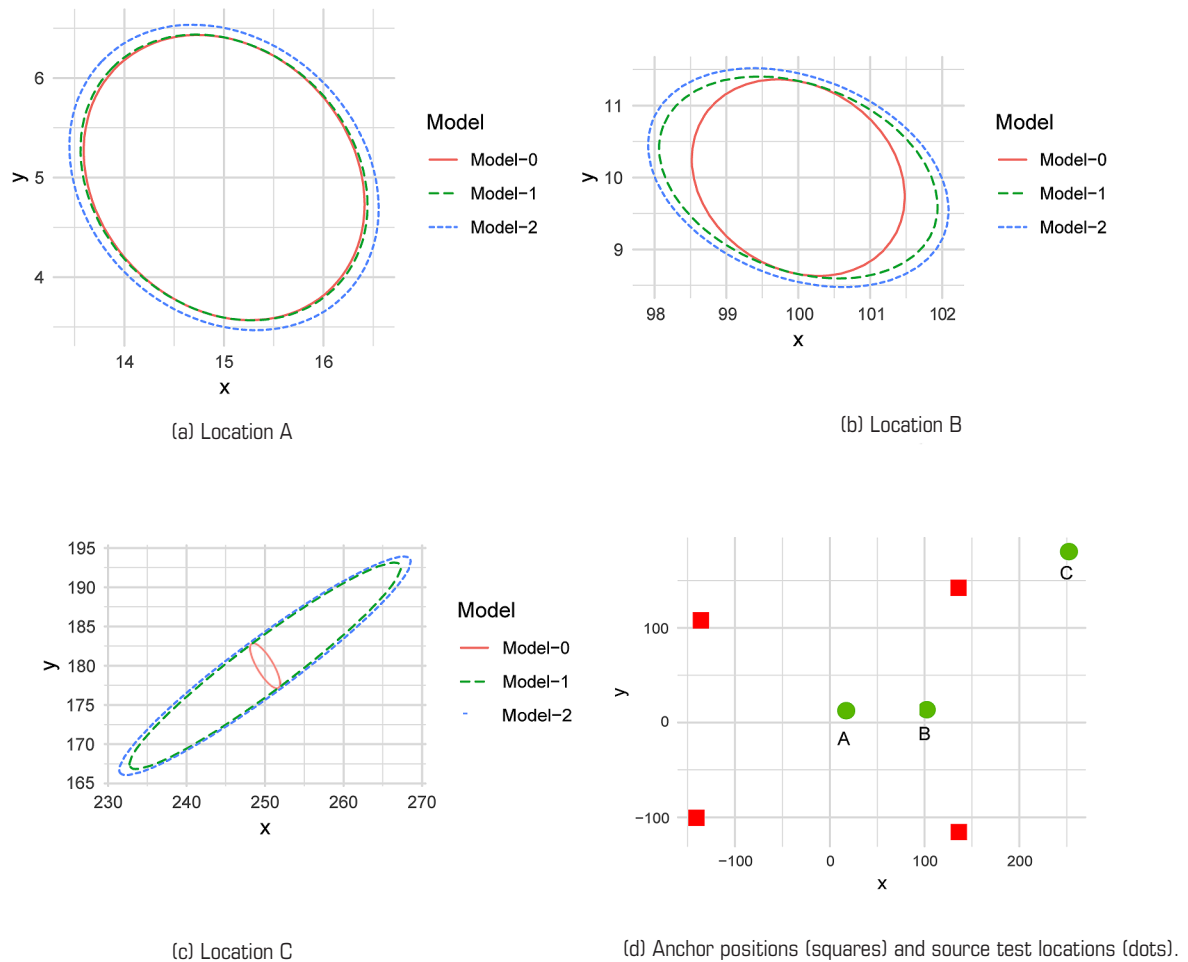 6
5
4
y
14 15 16
x
Model
Model-0
Model-1
Model-2
(a) Location A
11
10
9
y
98 99 100 101 102
x
Model
Model-0
Model-1
Model-2
(b) Location B
195
190
185
180
175
170
165
y
230 240 250 260 270
x
Model
Model-0
Model-1
Model-2
(c) Location C
100
0
-100
y
C
A
B
-100 0 100 200
x
(d) Anchor positions (squares) and source test locations (dots).